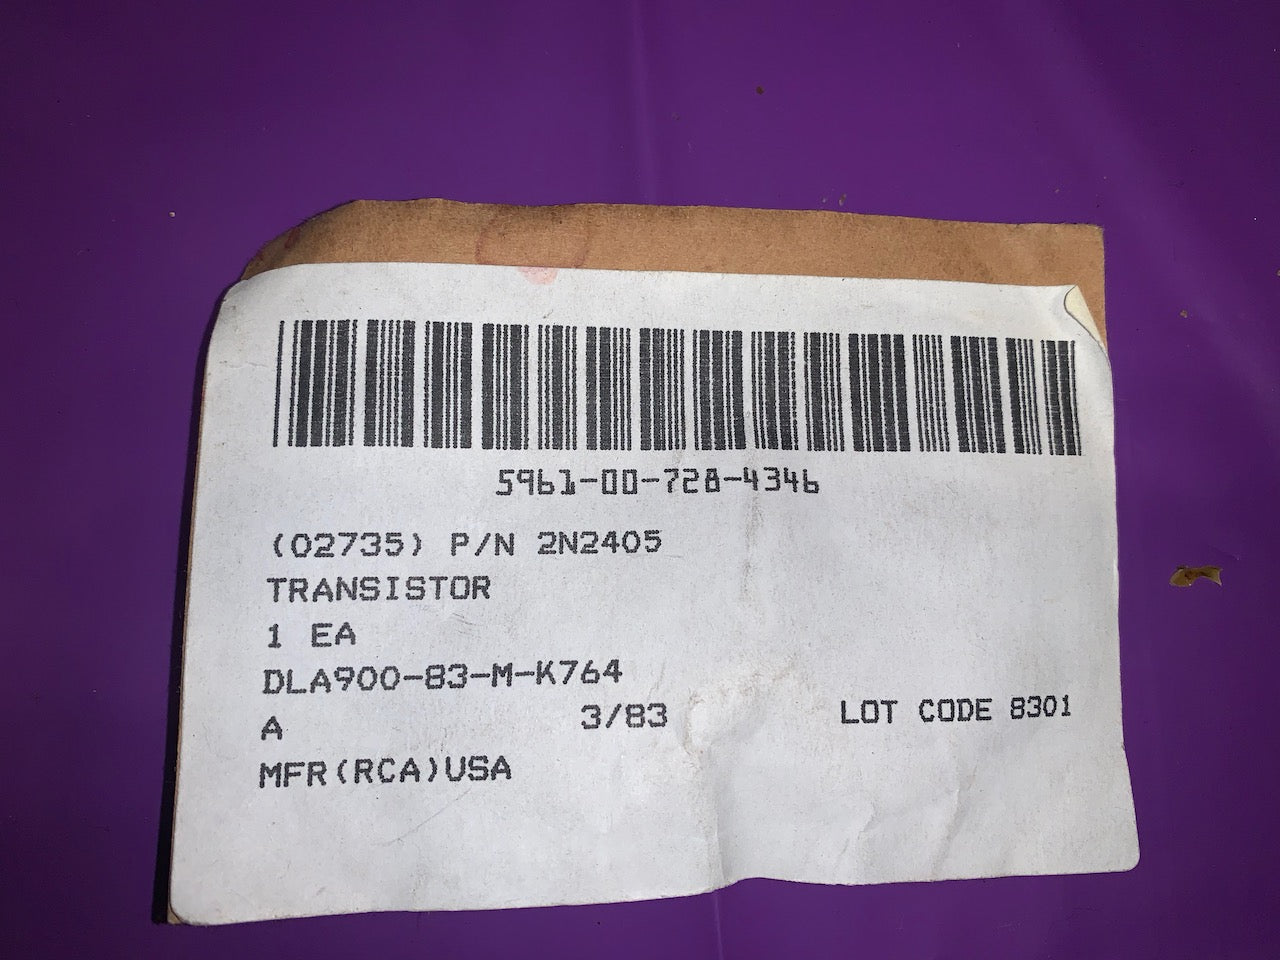 5961-00-728-4346
(02735) P/N 2N2405
TRANSISTOR
1 EA
DLA900-83-M-K764
A 3/83 LOT CODE 8301
MFR(RCA)USA